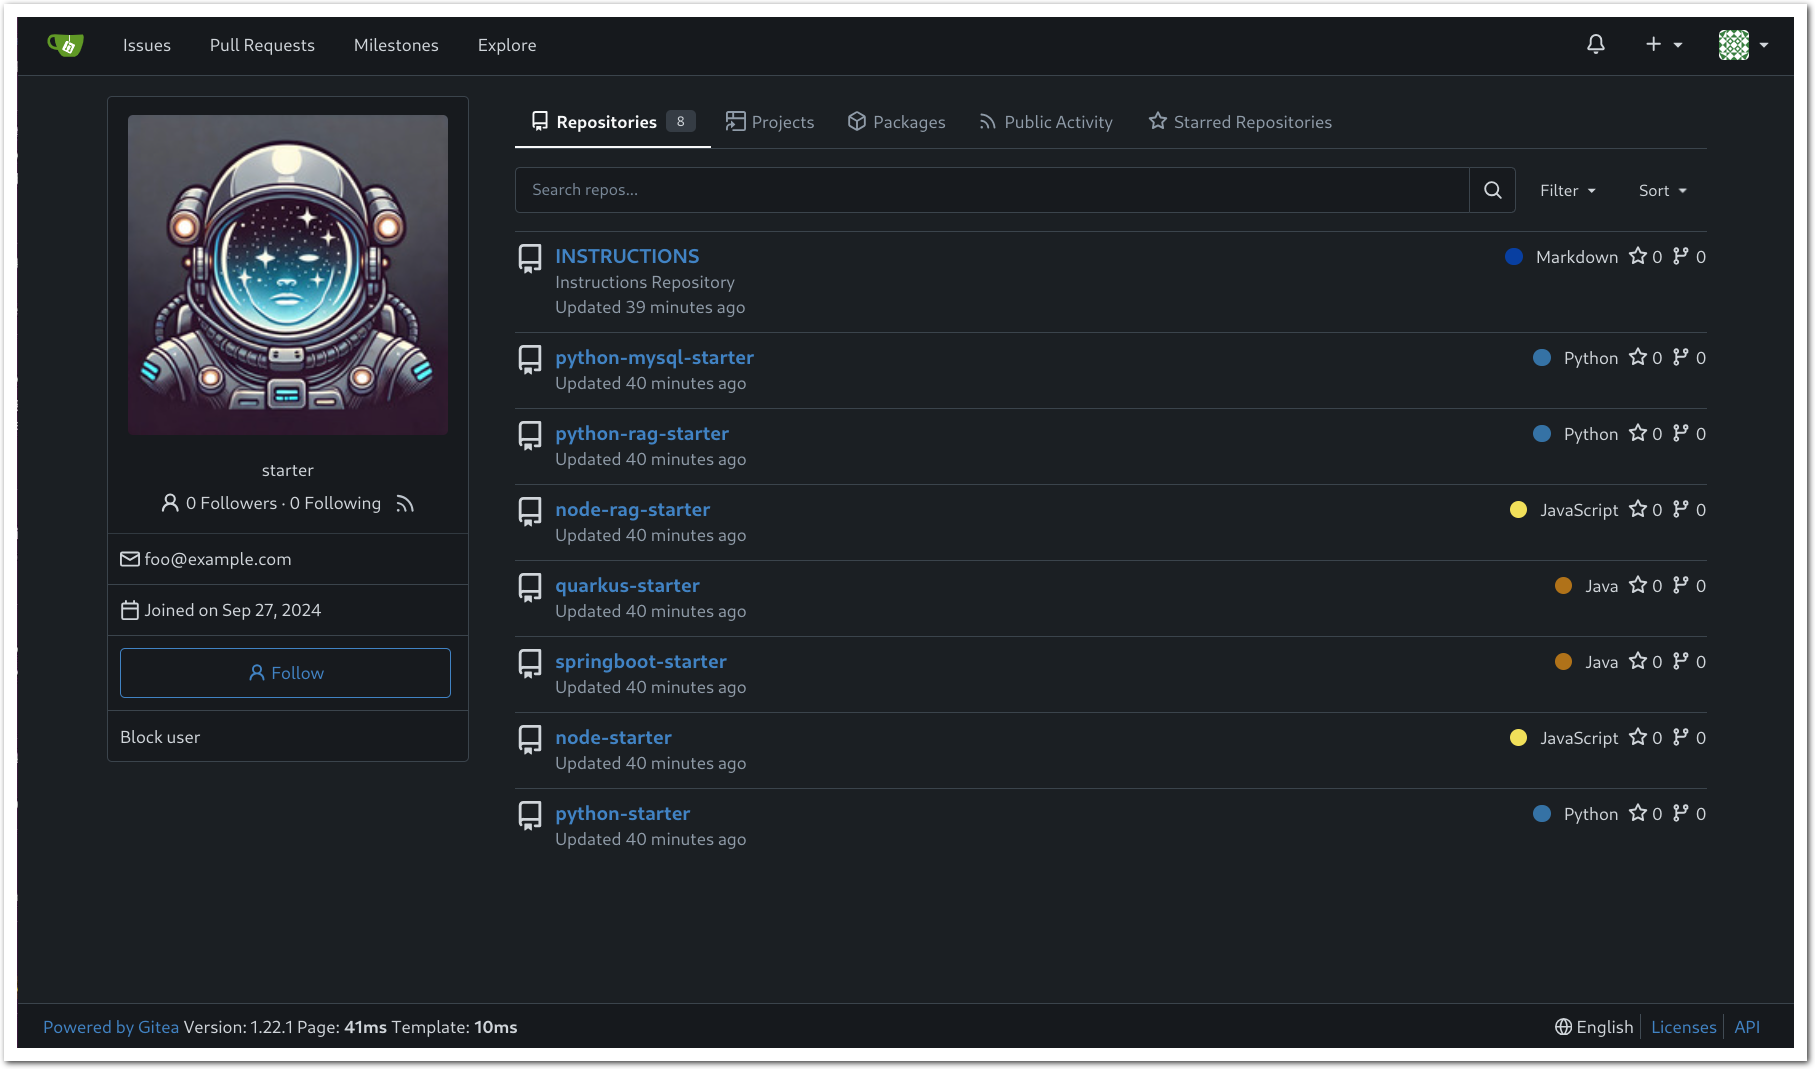 Issues Pull Requests Milestones Explore
Repositories 8 Projects Packages Public Activity Starred Repositories
Search repos... Filter Sort
starter
0 Followers · 0 Following
foo@example.com
Joined on Sep 27, 2024
Follow
Block user
INSTRUCTIONS Markdown 0 0
Instructions Repository
Updated 39 minutes ago
python-mysql-starter Python 0 0
Updated 40 minutes ago
python-rag-starter Python 0 0
Updated 40 minutes ago
node-rag-starter JavaScript 0 0
Updated 40 minutes ago
quarkus-starter Java 0 0
Updated 40 minutes ago
springboot-starter Java 0 0
Updated 40 minutes ago
node-starter JavaScript 0 0
Updated 40 minutes ago
python-starter Python 0 0
Updated 40 minutes ago
Powered by Gitea Version: 1.22.1 Page: 41ms Template: 10ms English Licenses API